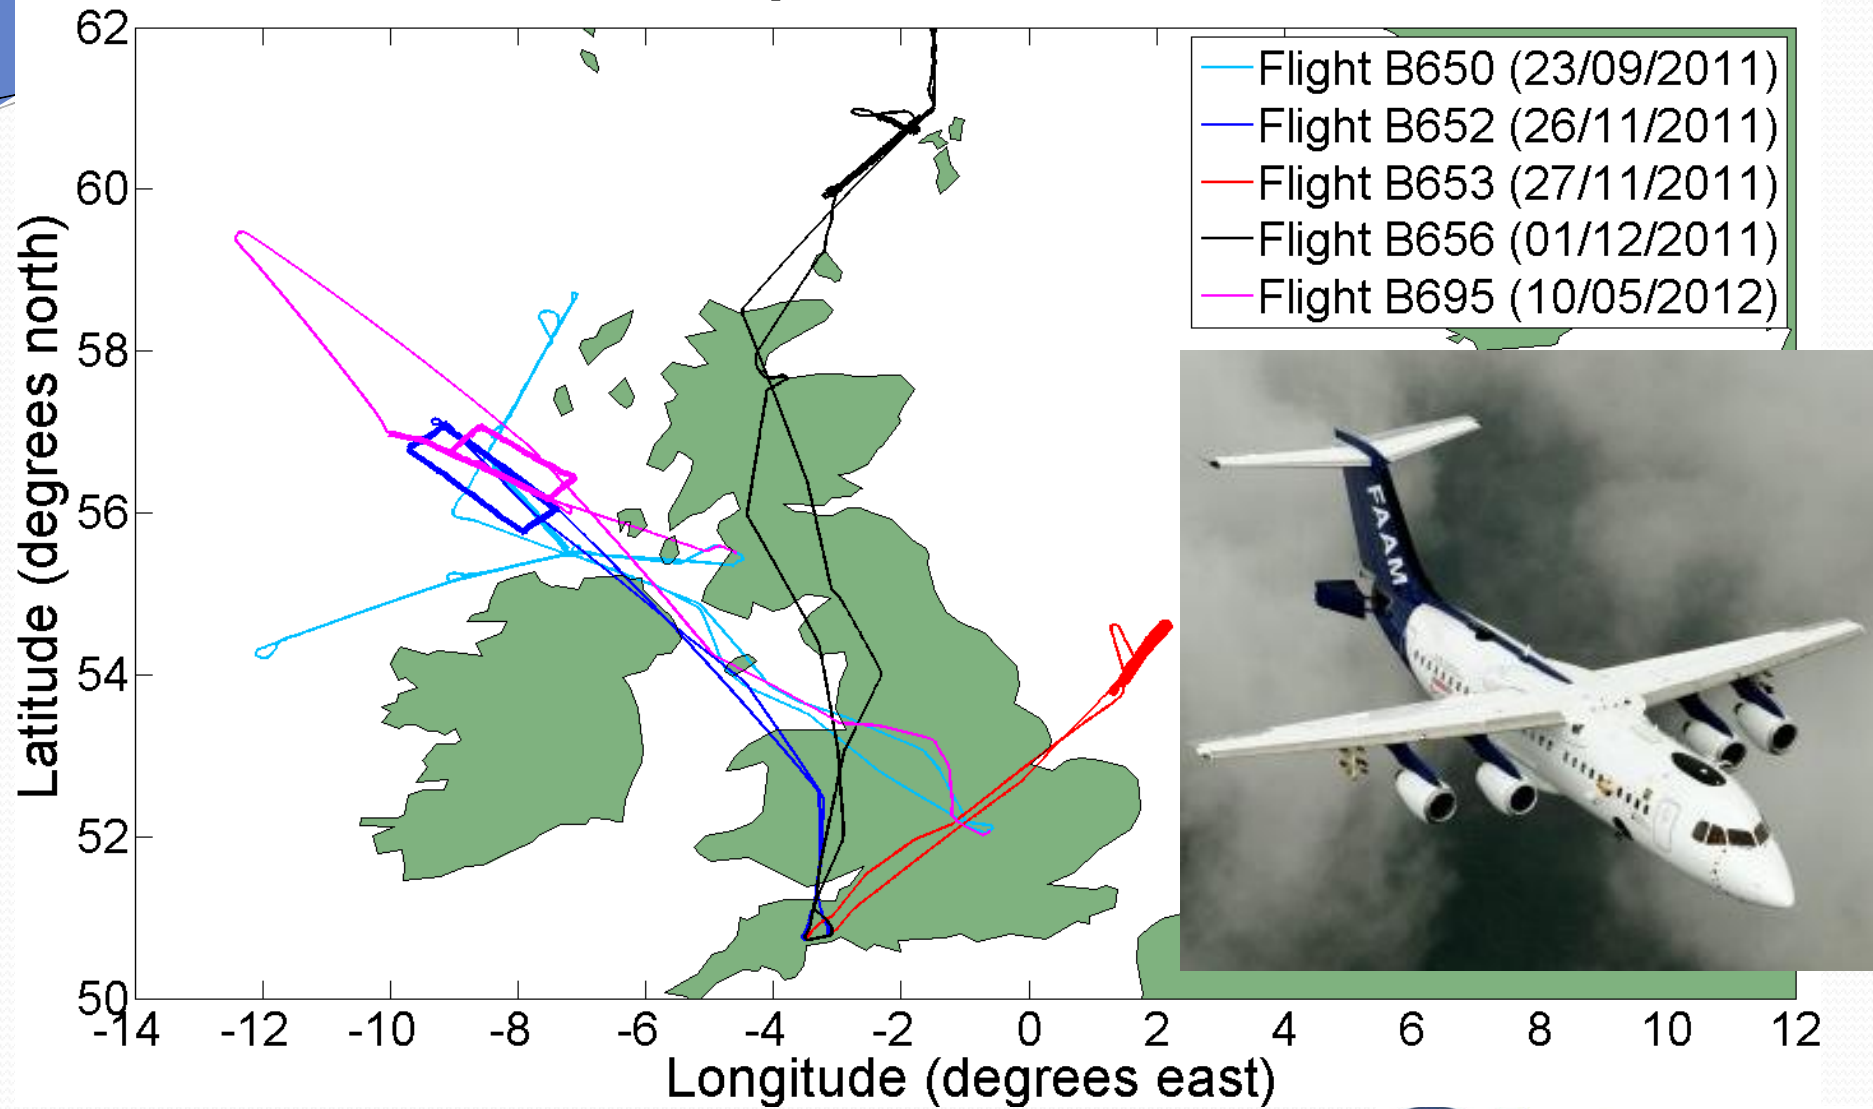 62
60
58
56
54
52
50
-14 -12 -10 -8 -6 -4 -2 0 2 4 6 8 10 12
Latitude (degrees north)
Longitude (degrees east)
Flight B650 (23/09/2011)
Flight B652 (26/11/2011)
Flight B653 (27/11/2011)
Flight B656 (01/12/2011)
Flight B695 (10/05/2012)
FAAM